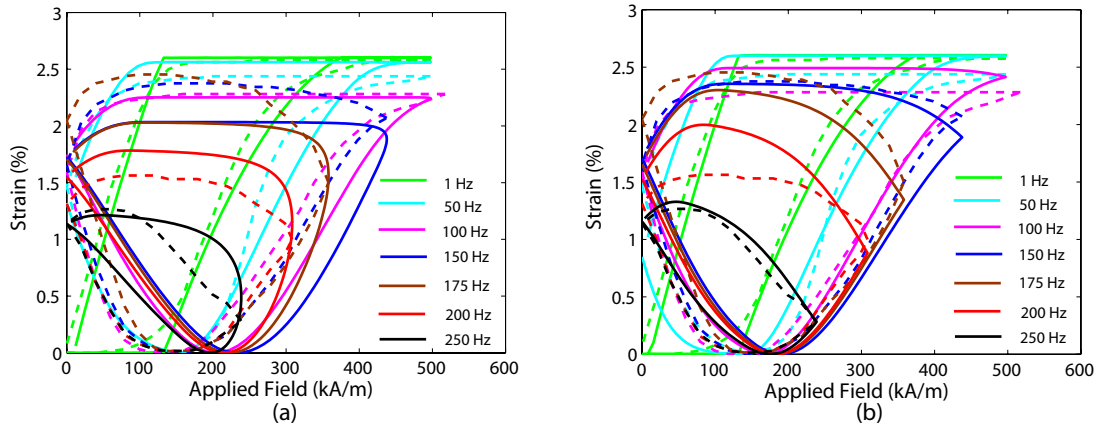 3
2.5
2
1.5
1
0.5
0
Strain (%)
0 100 200 300 400 500 600
Applied Field (kA/m)
1 Hz
50 Hz
100 Hz
150 Hz
175 Hz
200 Hz
250 Hz
(a)
3
2.5
2
1.5
1
0.5
0
Strain (%)
0 100 200 300 400 500 600
Applied Field (kA/m)
1 Hz
50 Hz
100 Hz
150 Hz
175 Hz
200 Hz
250 Hz
(b)